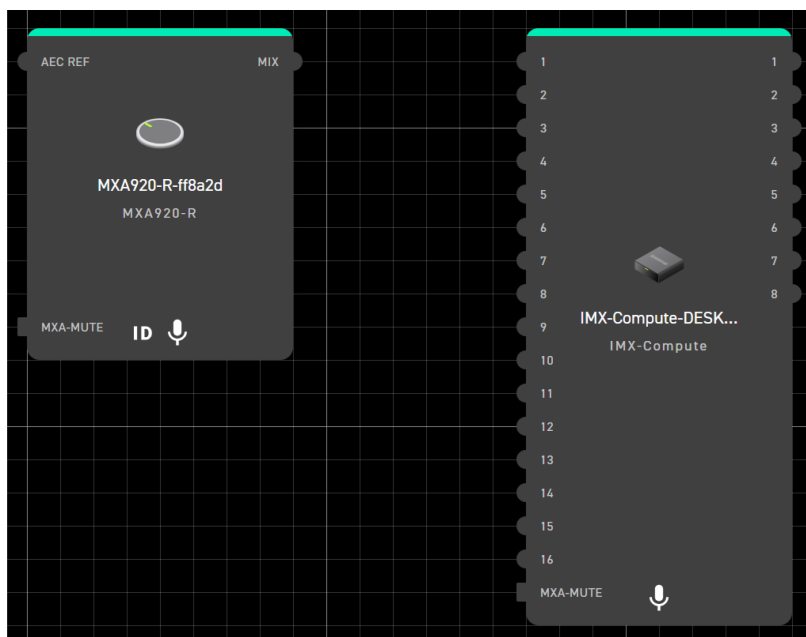 AEC REF MIX
MXA920-R-ff8a2d
MXA920-R
MXA-MUTE ID
1 1
2 2
3 3
4 4
5 5
6 6
7 7
8 8
IMX-Compute-DESK...
9
IMX-Compute
10
11
12
13
14
15
16
MXA-MUTE